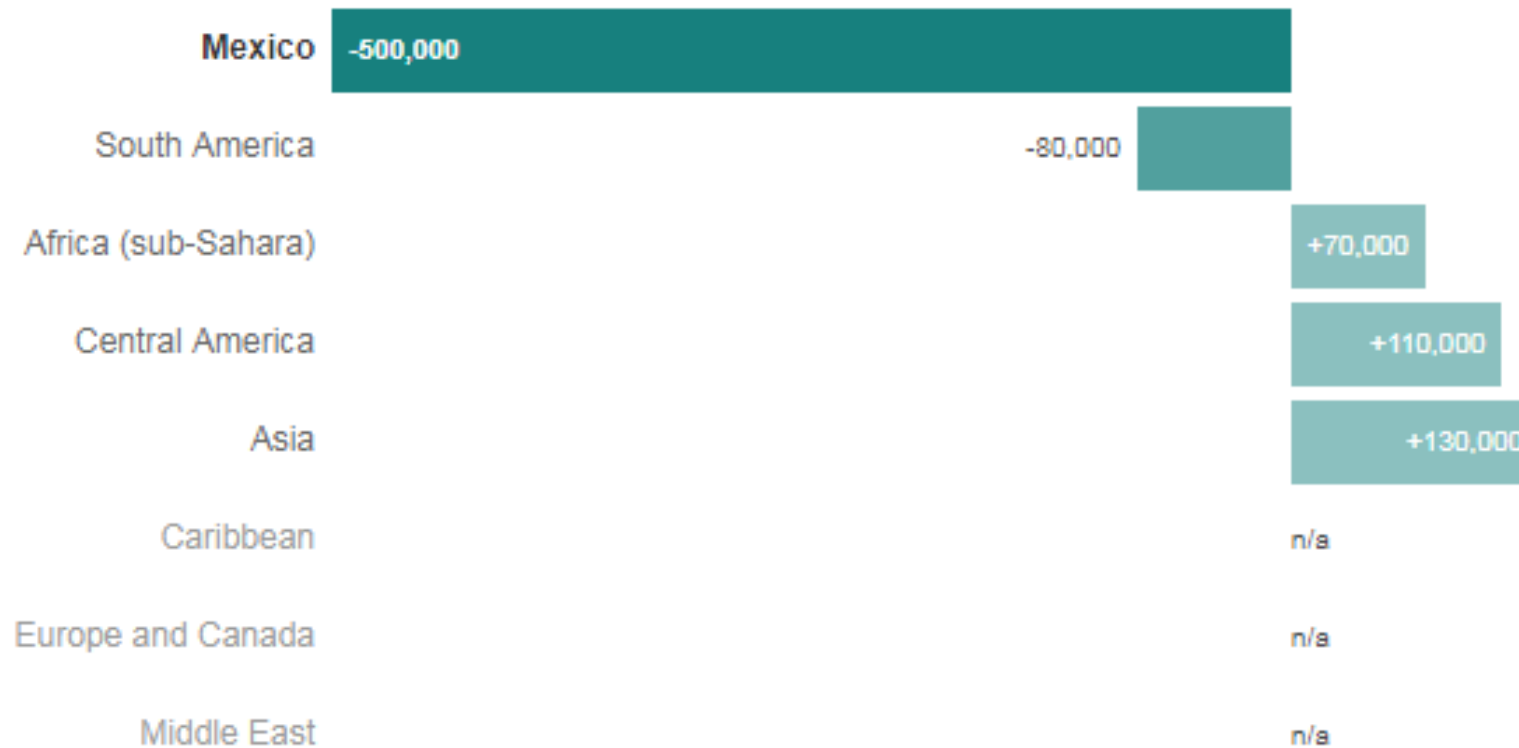 Mexico -500,000
South America -80,000
Africa (sub-Sahara) +70,000
Central America +110,000
Asia +130,000
Caribbean n/a
Europe and Canada n/a
Middle East n/a